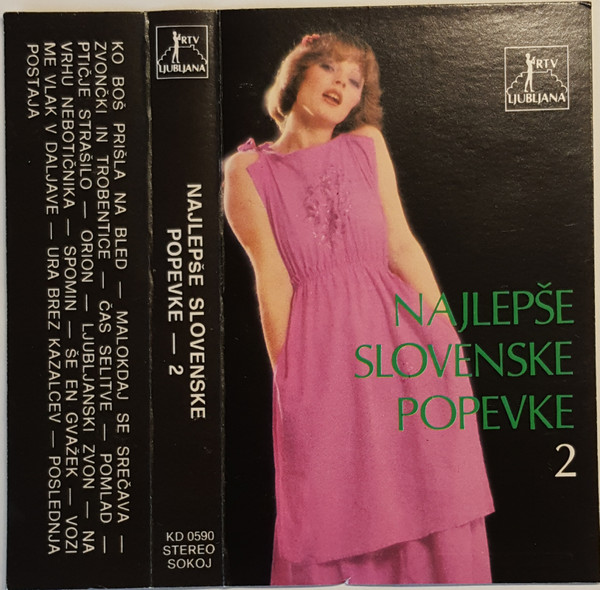 KO BOŠ PRIŠLA NA BLED — MALOKDAJ SE SREČAVA —
ZVONČKI IN TROBENTICE — ČAS SELITVE — POMLAD —
PTIČJE STRAŠILO — ORION — LJUBLJANSKI ZVON — NA
VRHU NEBOTIČNIKA — SPOMIN — ŠE EN GVAŽEK — VOZI
ME VLAK V DALJAVE — URA BREZ KAZALCEV — POSLEDNJA
POSTAJA
RTV
LJUBLJANA
NAJLEPŠE SLOVENSKE
POPEVKE — 2
KD 0590
STEREO
SOKOJ
RTV
LJUBLJANA
NAJLEPŠE
SLOVENSKE
POPEVKE
2